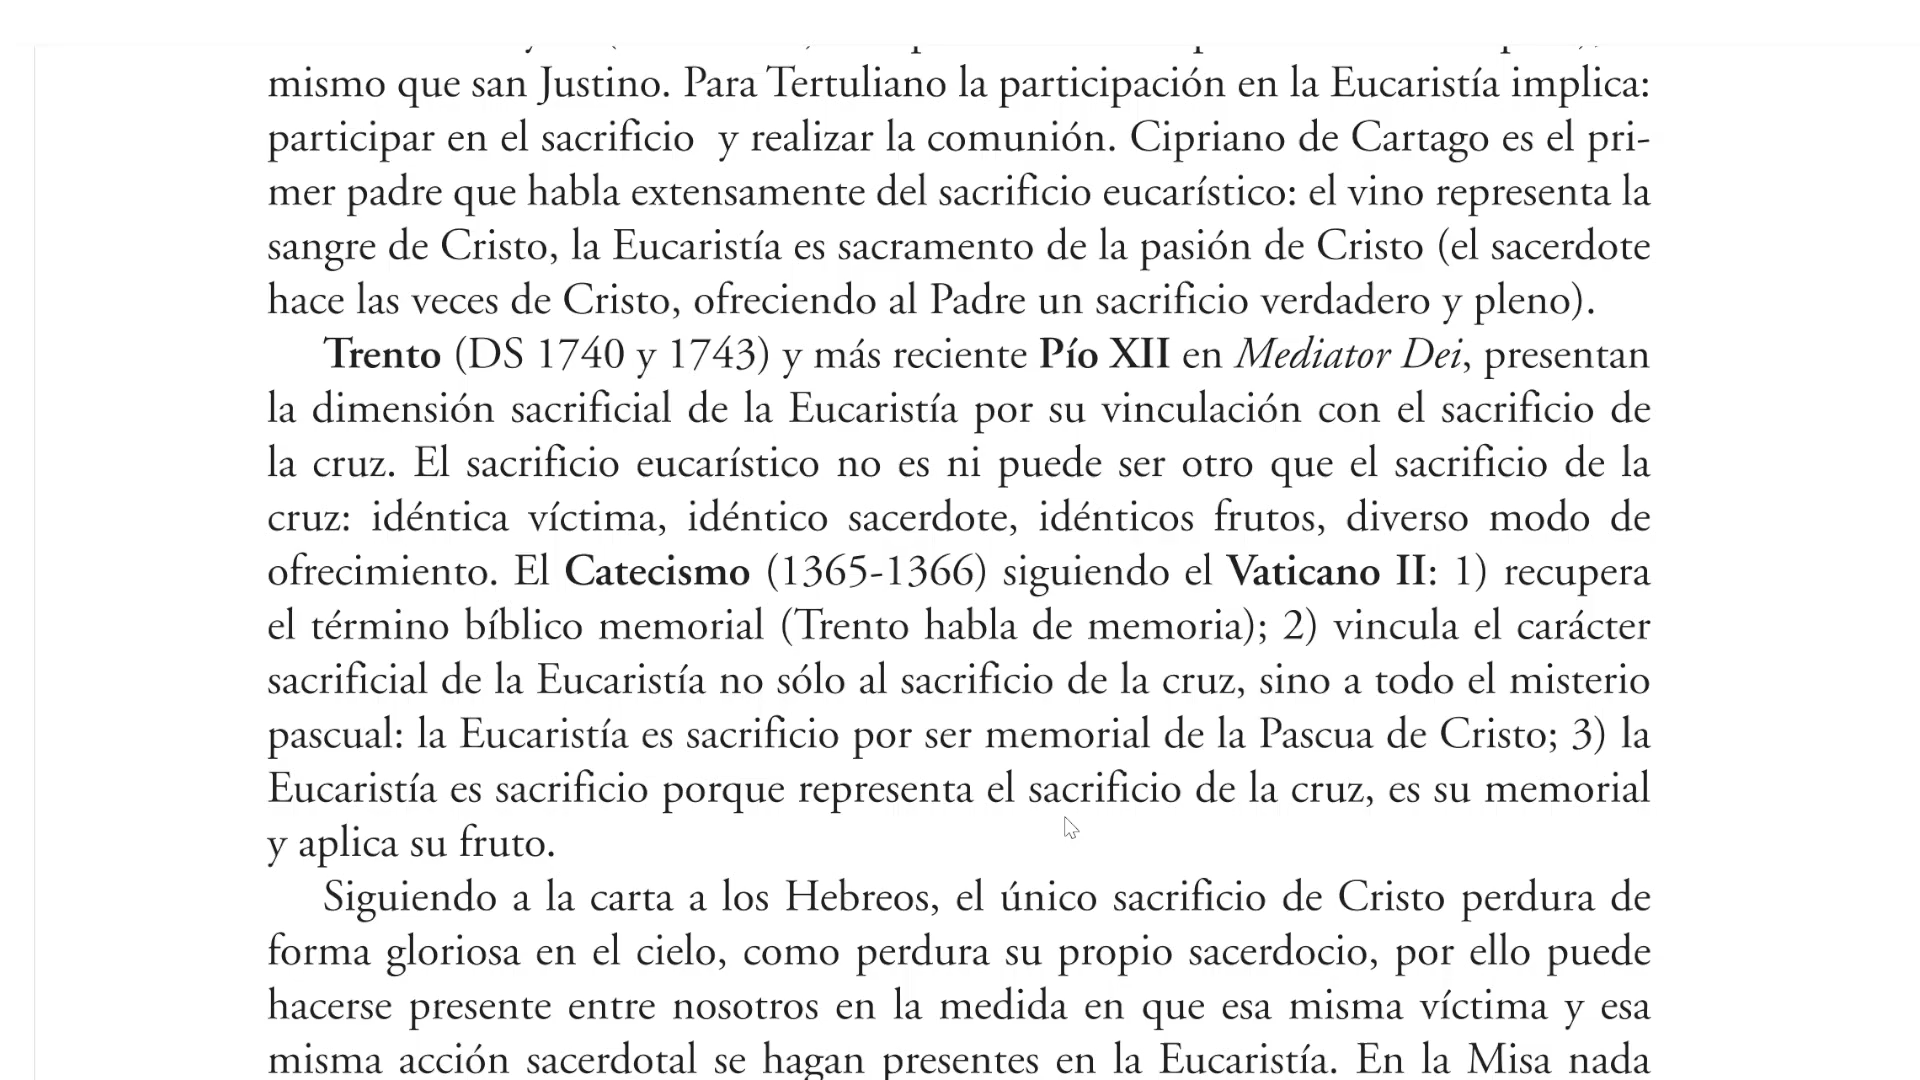 mismo que san Justino. Para Tertuliano la participación en la Eucaristía implica:
participar en el sacrificio y realizar la comunión. Cipriano de Cartago es el pri-
mer padre que habla extensamente del sacrificio eucarístico: el vino representa la
sangre de Cristo, la Eucaristía es sacramento de la pasión de Cristo (el sacerdote
hace las veces de Cristo, ofreciendo al Padre un sacrificio verdadero y pleno).
Trento (DS 1740 y 1743) y más reciente Pío XII en Mediator Dei, presentan
la dimensión sacrificial de la Eucaristía por su vinculación con el sacrificio de
la cruz. El sacrificio eucarístico no es ni puede ser otro que el sacrificio de la
cruz: idéntica víctima, idéntico sacerdote, idénticos frutos, diverso modo de
ofrecimiento. El Catecismo (1365-1366) siguiendo el Vaticano II: 1) recupera
el término bíblico memorial (Trento habla de memoria); 2) vincula el carácter
sacrificial de la Eucaristía no sólo al sacrificio de la cruz, sino a todo el misterio
pascual: la Eucaristía es sacrificio por ser memorial de la Pascua de Cristo; 3) la
Eucaristía es sacrificio porque representa el sacrificio de la cruz, es su memorial
y aplica su fruto.
Siguiendo a la carta a los Hebreos, el único sacrificio de Cristo perdura de
forma gloriosa en el cielo, como perdura su propio sacerdocio, por ello puede
hacerse presente entre nosotros en la medida en que esa misma víctima y esa
misma acción sacerdotal se hagan presentes en la Eucaristía. En la Misa nada